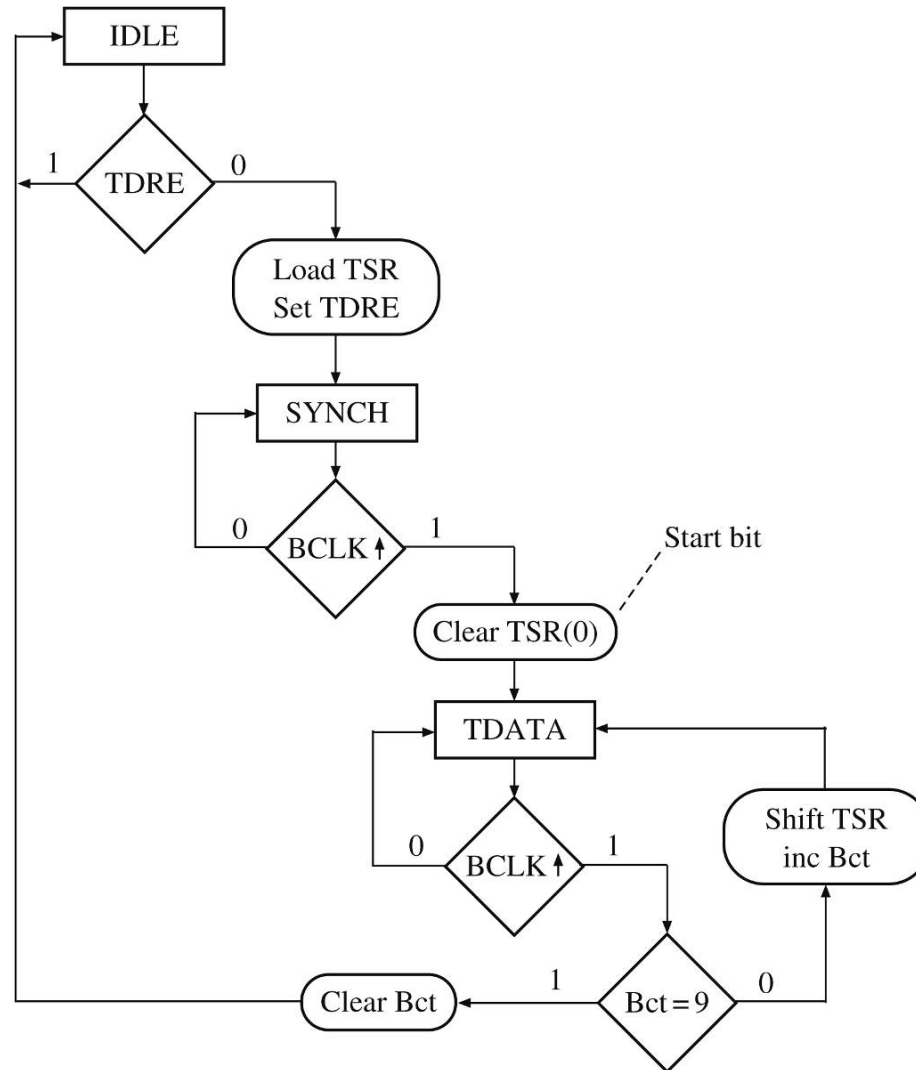 IDLE
1
0
TDRE
Load TSR
Set TDRE
SYNCH
0
1
BCLK ↑
Start bit
Clear TSR(0)
TDATA
0
1
BCLK ↑
Shift TSR
inc Bct
1
0
Bct = 9
Clear Bct